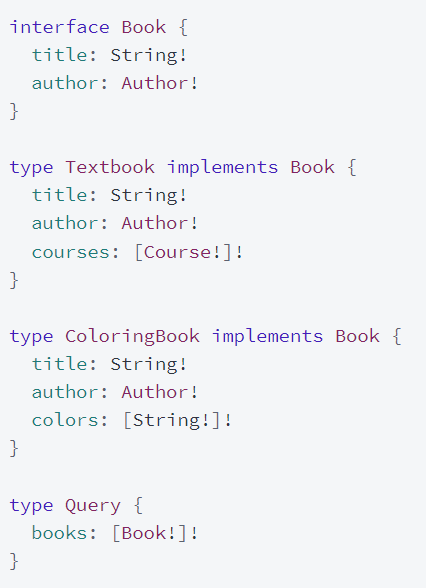 interface Book {
  title: String!
  author: Author!
}

type Textbook implements Book {
  title: String!
  author: Author!
  courses: [Course!]!
}

type ColoringBook implements Book {
  title: String!
  author: Author!
  colors: [String!]!
}

type Query {
  books: [Book!]!
}